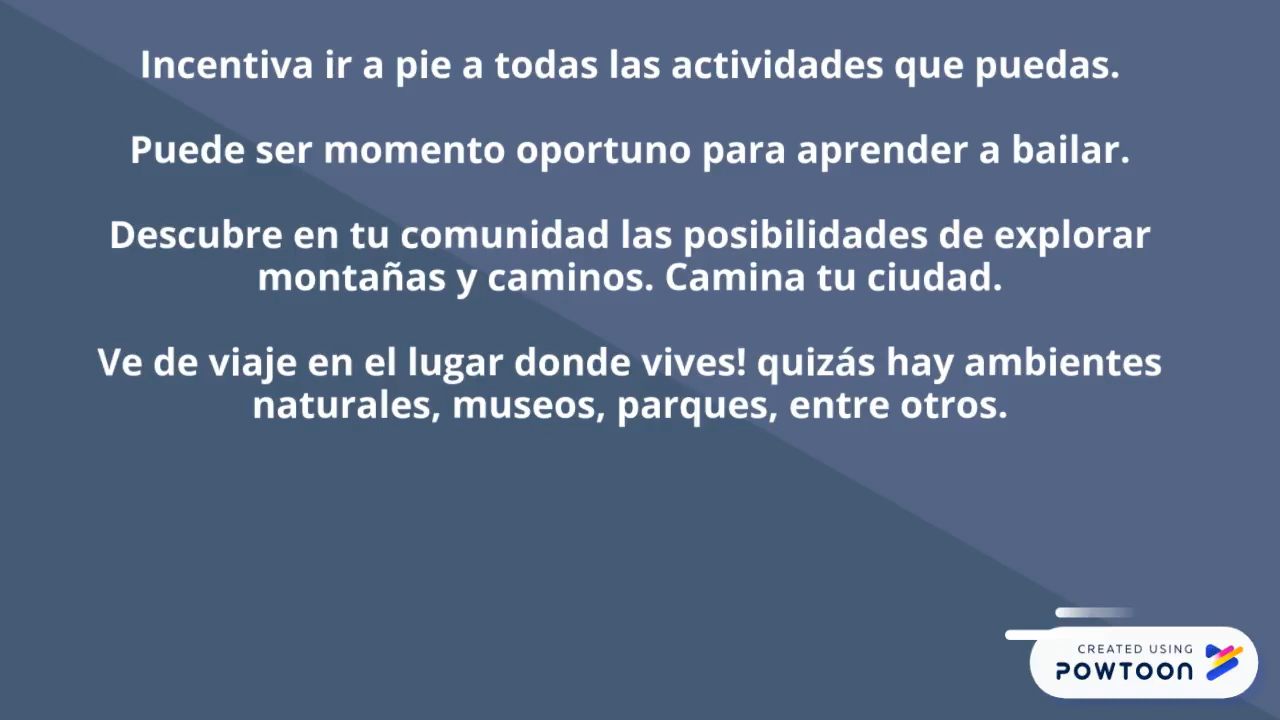 Incentiva ir a pie a todas las actividades que puedas.
Puede ser momento oportuno para aprender a bailar.
Descubre en tu comunidad las posibilidades de explorar
montañas y caminos. Camina tu ciudad.
Ve de viaje en el lugar donde vives! quizás hay ambientes
naturales, museos, parques, entre otros.
CREATED USING
POWTOON